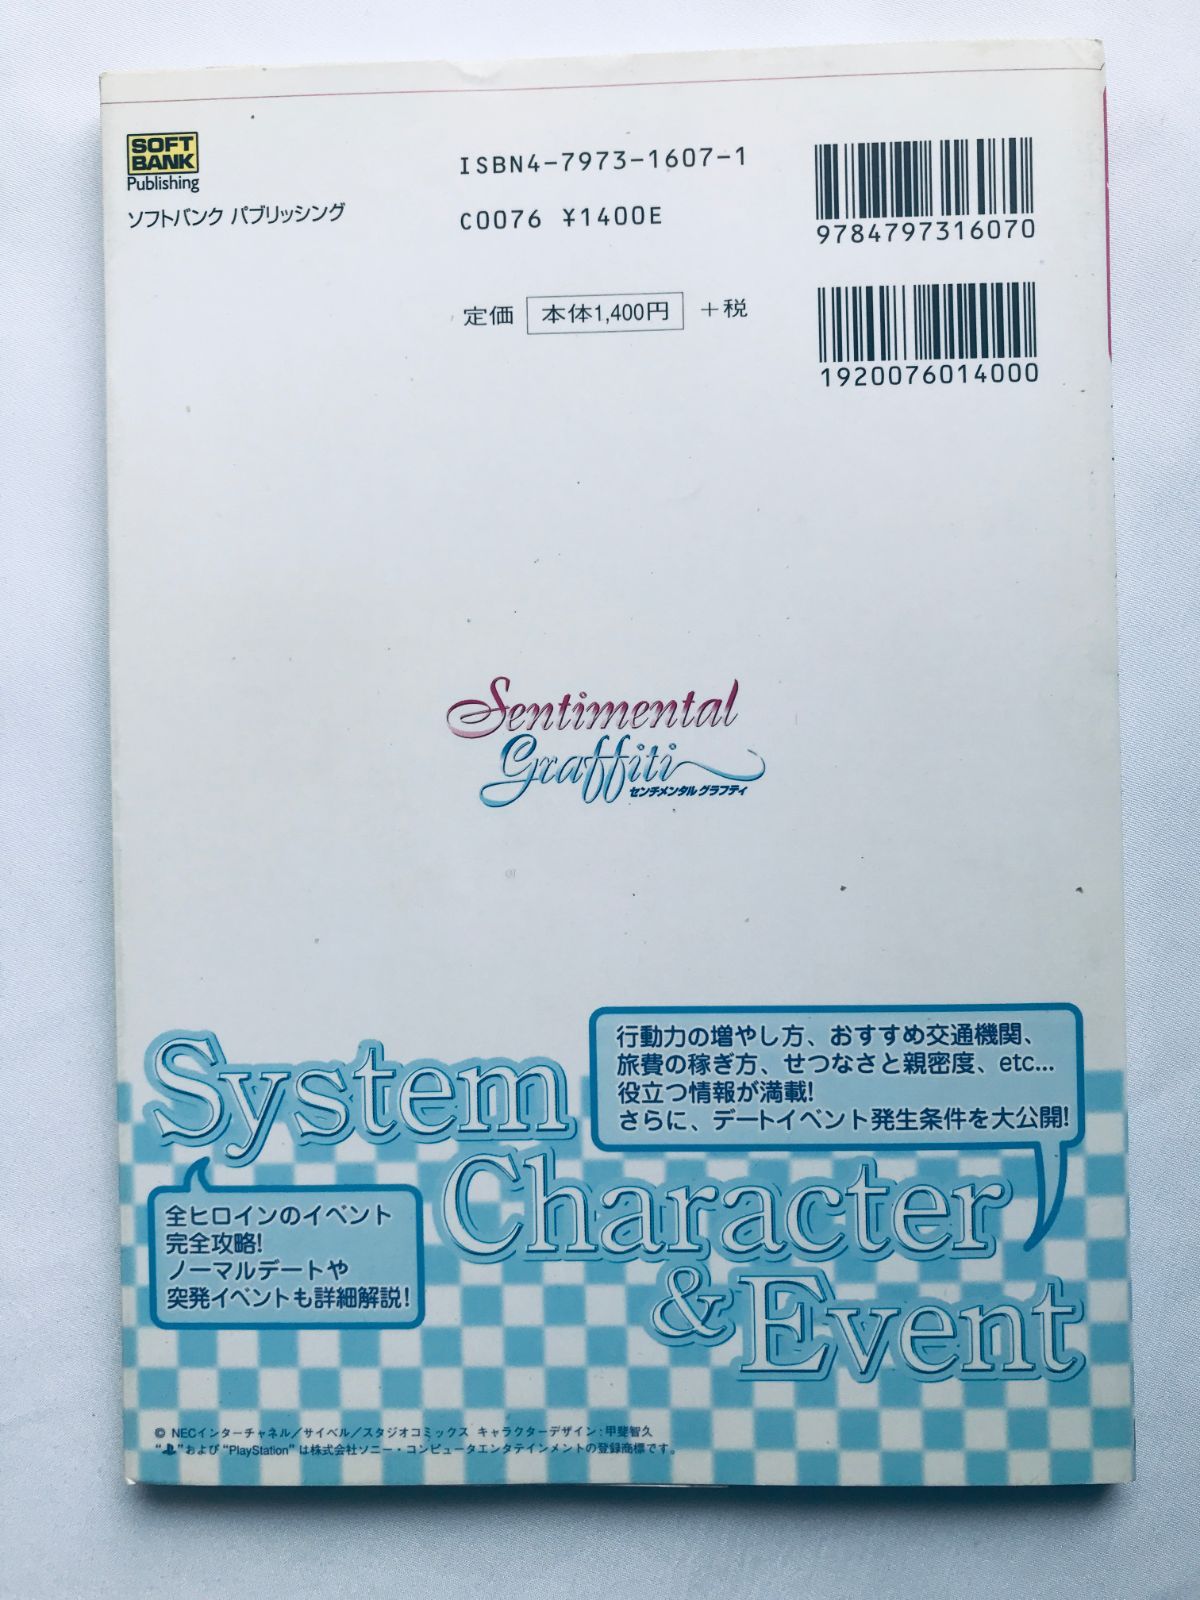 SOFT
BANK
Publishing
ソフトバンク パブリッシング
ISBN4-7973-1607-1
C0076 ¥1400E
定価 本体1,400円 +税
9784797316070
1920076014000
Sentimental
Graffiti
センチメンタル グラフティ
行動力の増やし方、おすすめ交通機関、
旅費の稼ぎ方、せつなさと親密度、etc...
役立つ情報が満載!
さらに、デートイベント発生条件を大公開!
System
Character
& Event
全ヒロインのイベント
完全攻略!
ノーマルデートや
突発イベントも詳細解説!
© NECインターチャネル／サイベル／スタジオコミックス キャラクターデザイン:甲斐智久
“ ”および “PlayStation” は株式会社ソニー・コンピュータエンタテインメントの登録商標です。